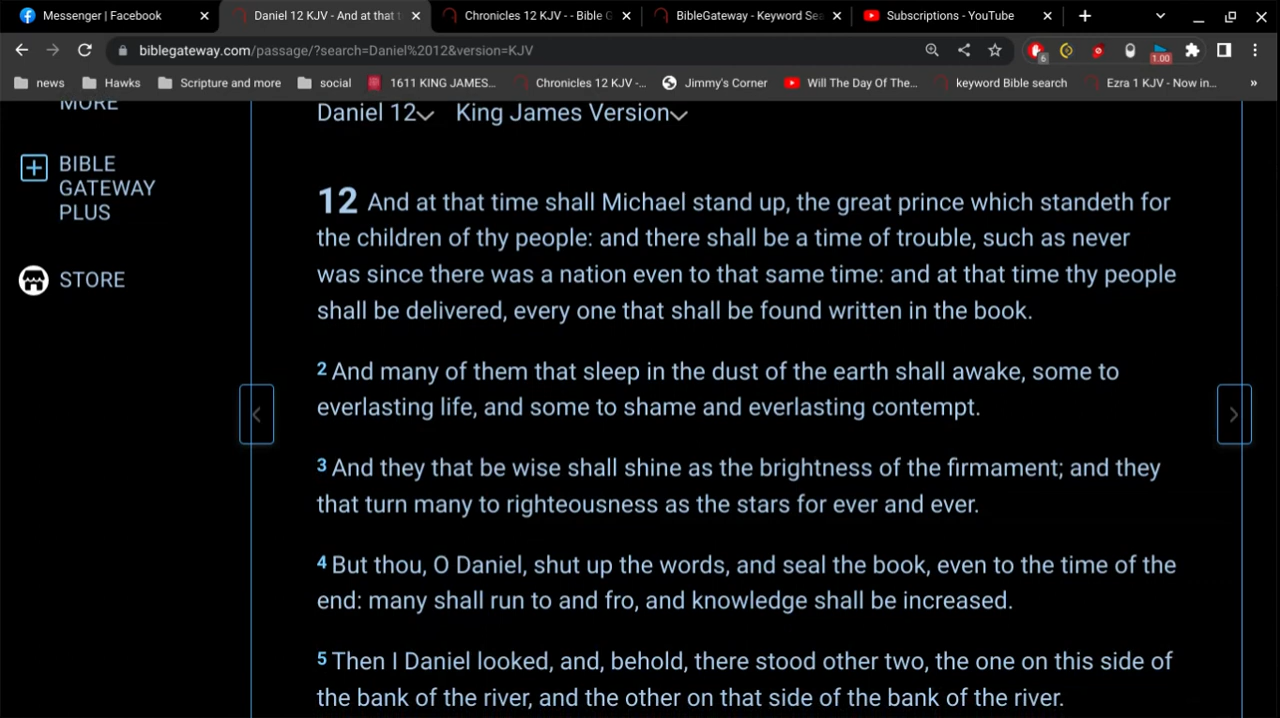 Messenger | Facebook
Daniel 12 KJV - And at that
Chronicles 12 KJV - - Bible G
BibleGateway - Keyword Sea
Subscriptions - YouTube
biblegateway.com/passage/?search=Daniel%2012&version=KJV
6
1.00
news
Hawks
Scripture and more
social
1611 KING JAMES...
Chronicles 12 KJV -...
Jimmy's Corner
Will The Day Of The...
keyword Bible search
Ezra 1 KJV - Now in...
»
MORE
BIBLE
GATEWAY
PLUS
STORE
Daniel 12 King James Version
12 And at that time shall Michael stand up, the great prince which standeth for
the children of thy people: and there shall be a time of trouble, such as never
was since there was a nation even to that same time: and at that time thy people
shall be delivered, every one that shall be found written in the book.
2 And many of them that sleep in the dust of the earth shall awake, some to
everlasting life, and some to shame and everlasting contempt.
3 And they that be wise shall shine as the brightness of the firmament; and they
that turn many to righteousness as the stars for ever and ever.
4 But thou, O Daniel, shut up the words, and seal the book, even to the time of the
end: many shall run to and fro, and knowledge shall be increased.
5 Then I Daniel looked, and, behold, there stood other two, the one on this side of
the bank of the river, and the other on that side of the bank of the river.